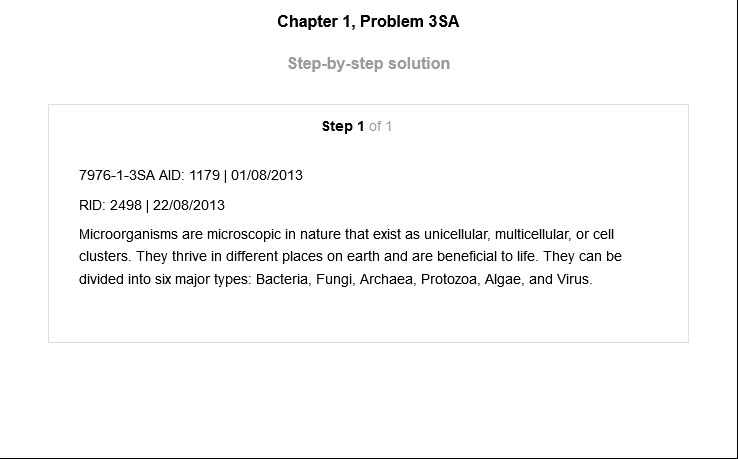 Chapter 1, Problem 3SA
Step-by-step solution
Step 1 of 1
7976-1-3SA AID: 1179 | 01/08/2013
RID: 2498 | 22/08/2013
Microorganisms are microscopic in nature that exist as unicellular, multicellular, or cell
clusters. They thrive in different places on earth and are beneficial to life. They can be
divided into six major types: Bacteria, Fungi, Archaea, Protozoa, Algae, and Virus.